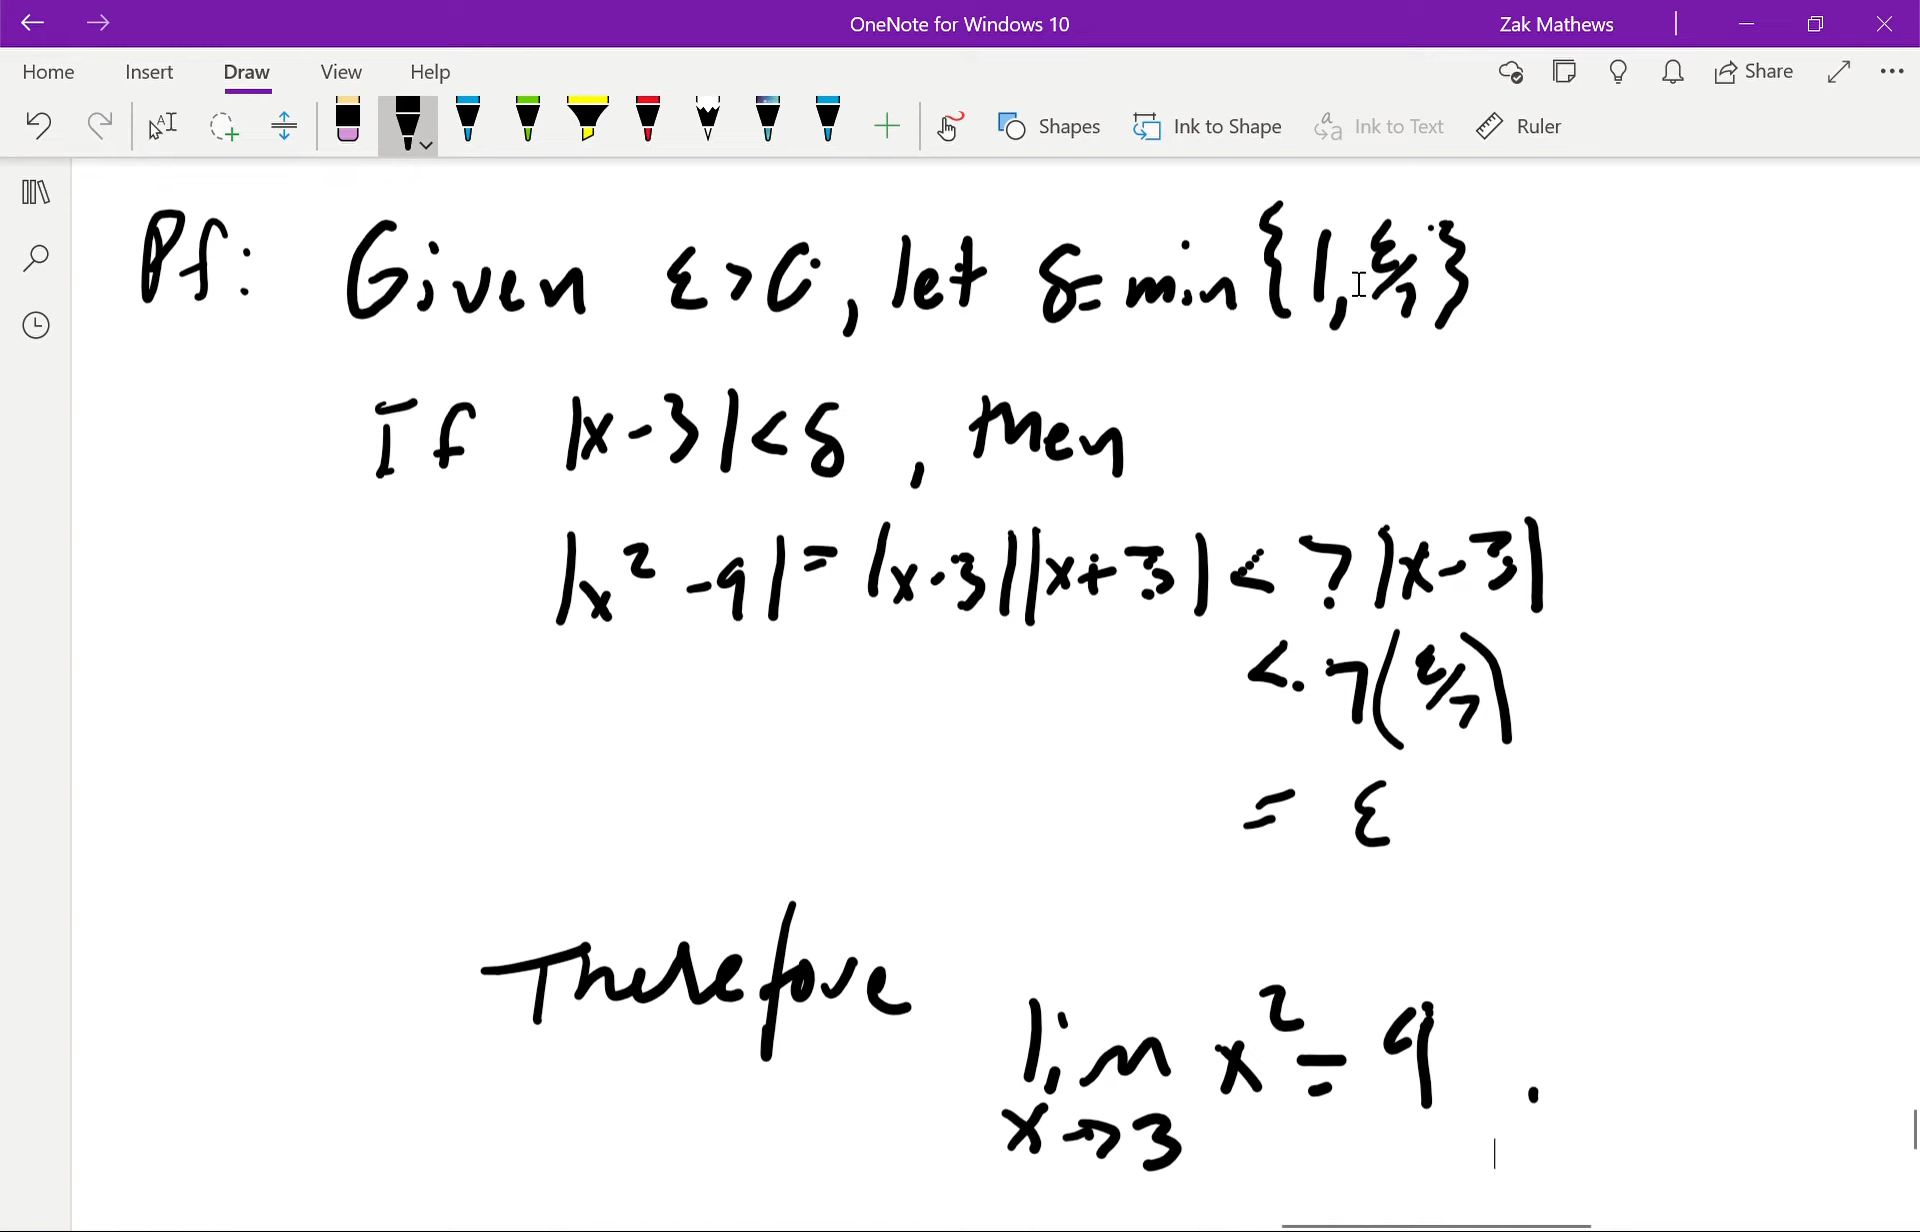 OneNote for Windows 10
Zak Mathews
Home Insert Draw View Help
Share
Shapes Ink to Shape Ink to Text Ruler
Pf: Given ε>0, let δ=min{1,ε/7}
If |x-3|<δ, then
|x²-9|=|x-3||x+3|<7|x-3|
<7(ε/7)
= ε
Therefore
lim x²=9.
x→3